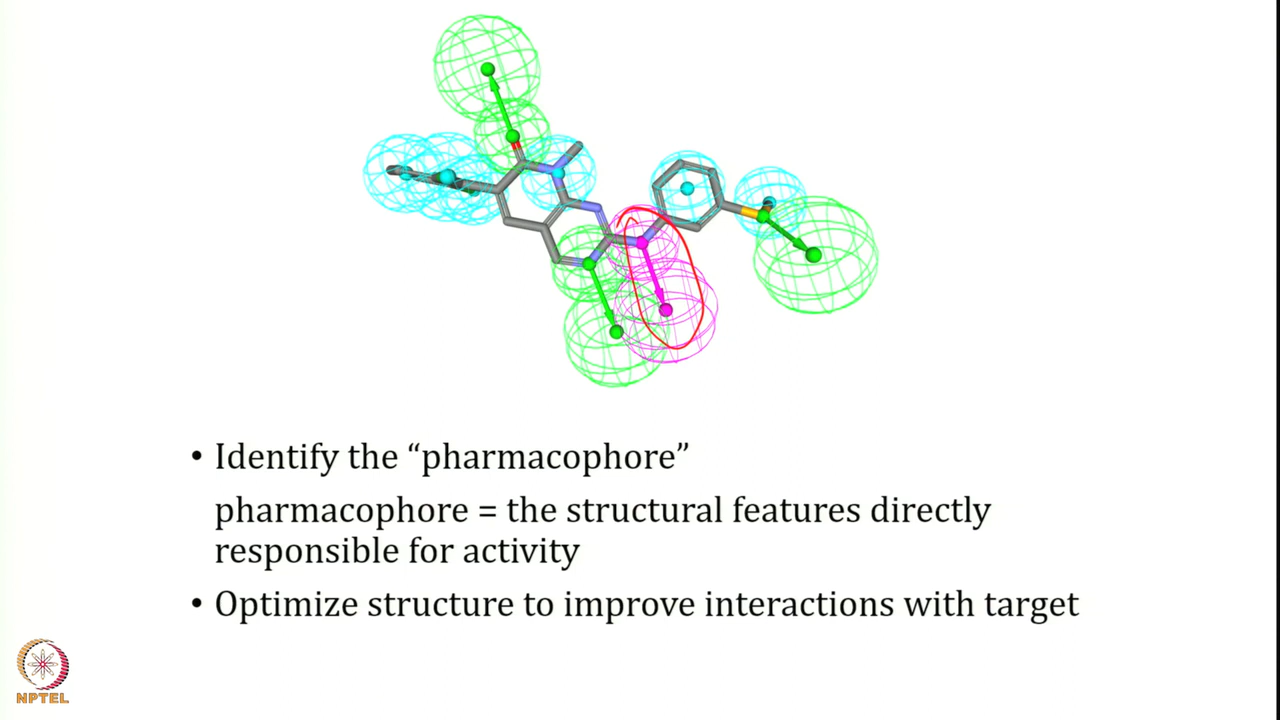 • Identify the “pharmacophore”
pharmacophore = the structural features directly
responsible for activity
• Optimize structure to improve interactions with target
NPTEL